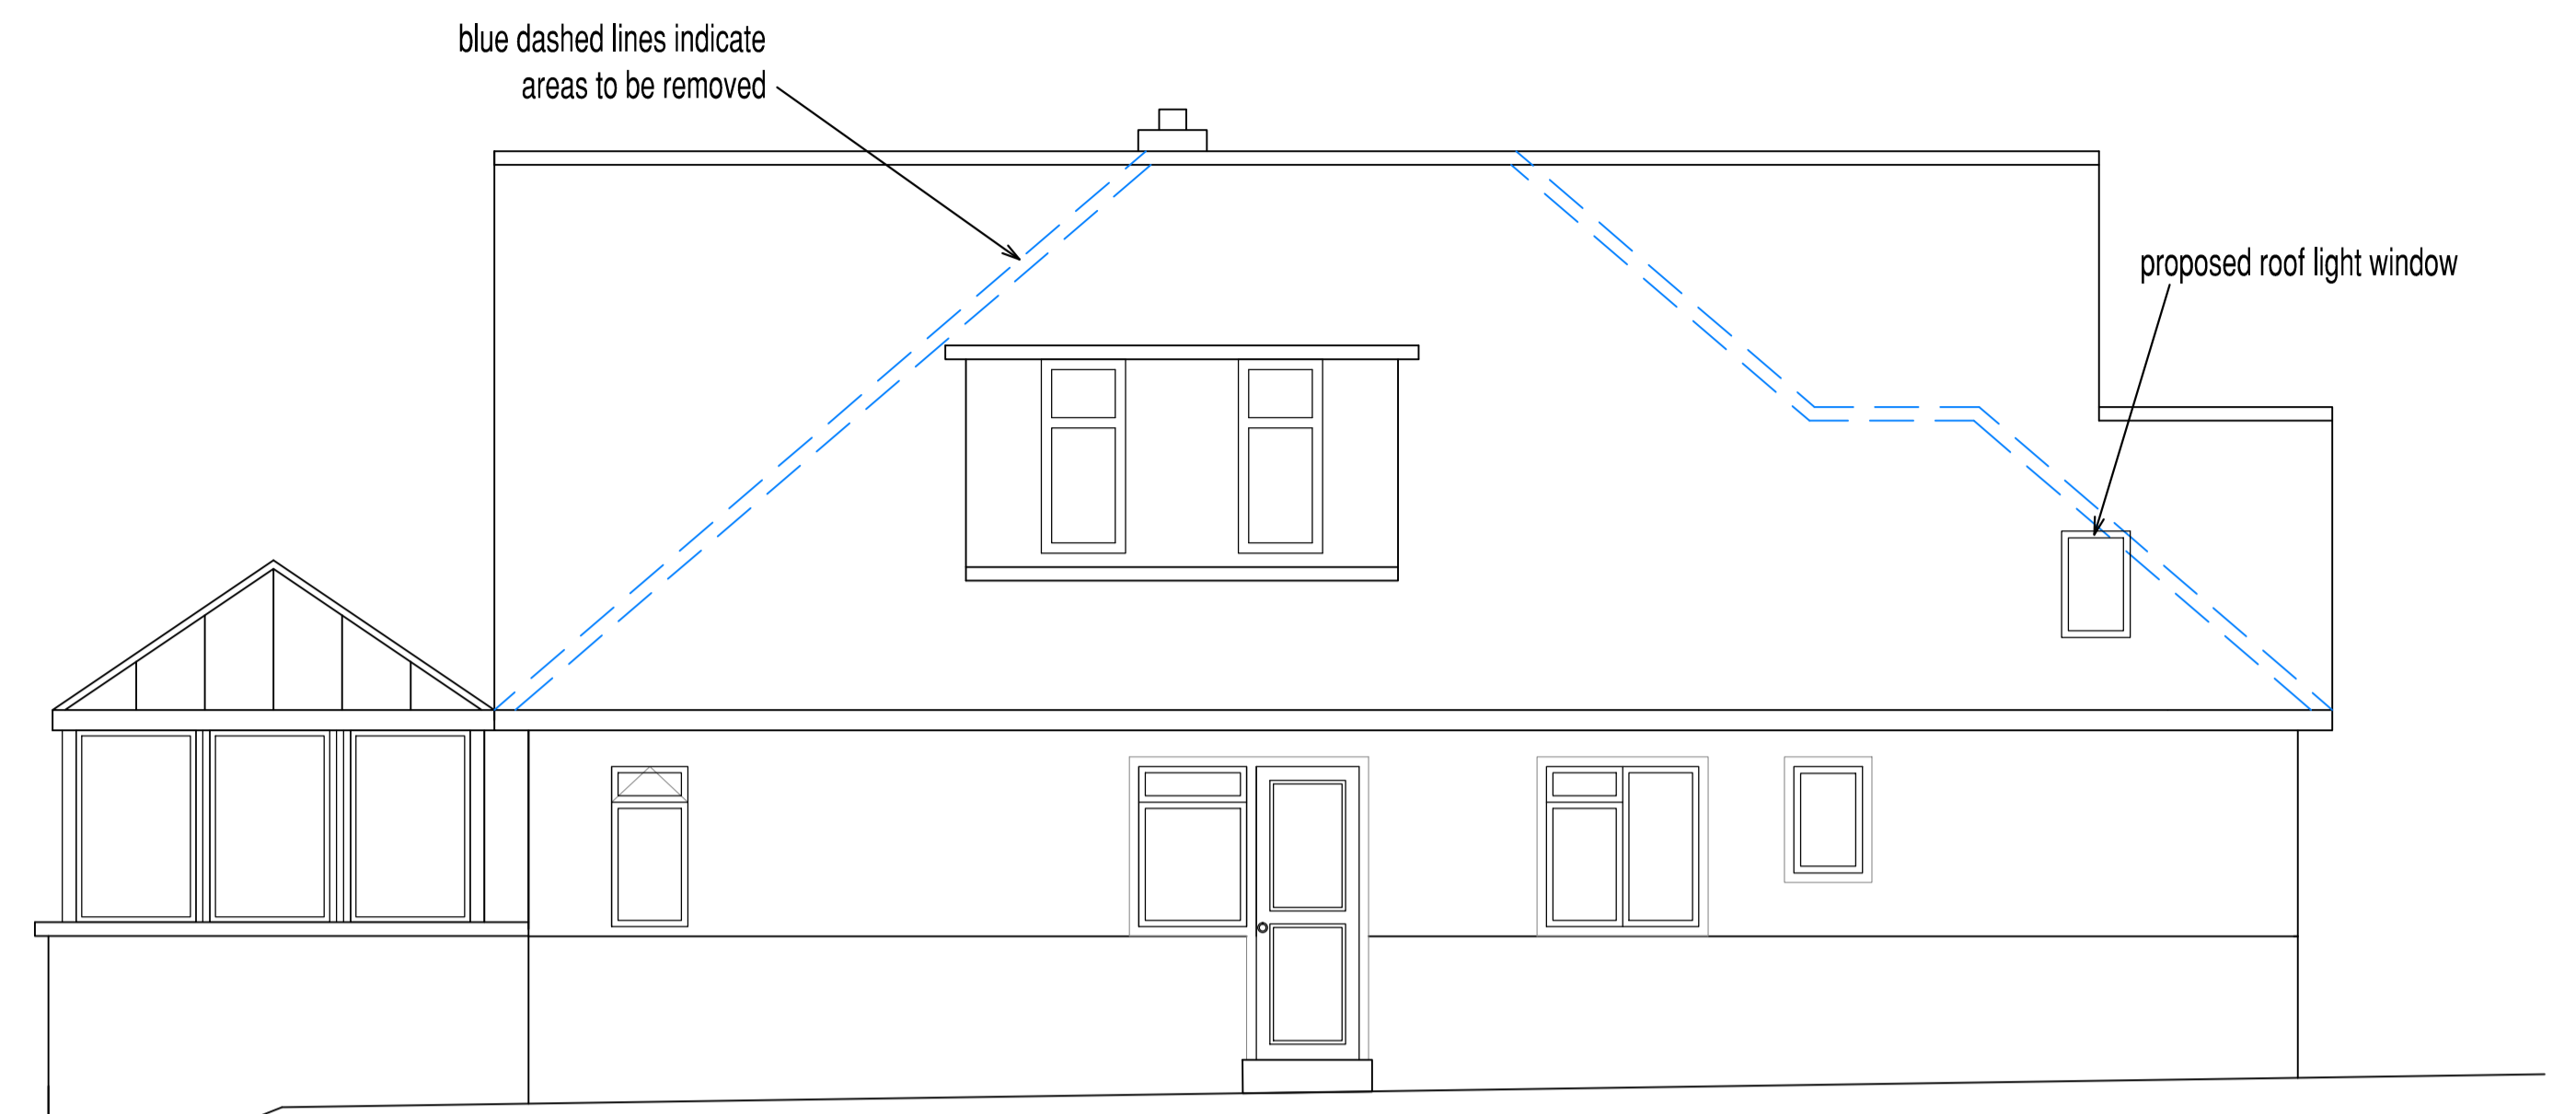 blue dashed lines indicate
areas to be removed
proposed roof light window